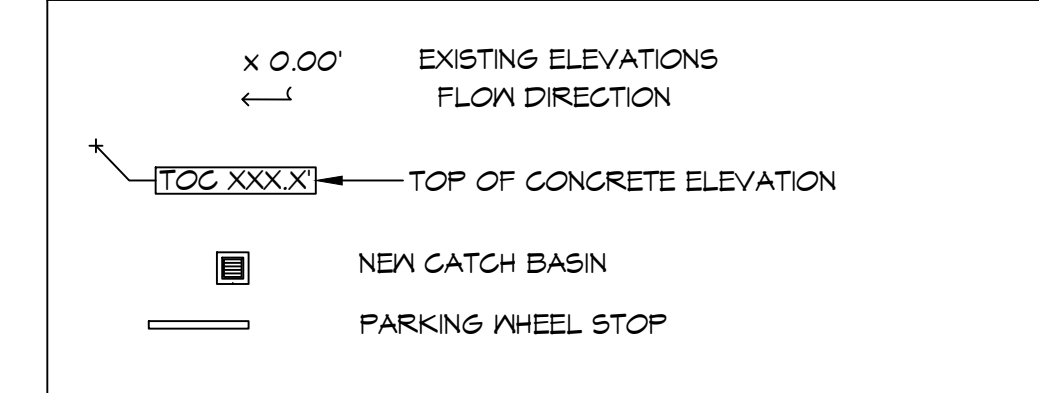 x 0.00' EXISTING ELEVATIONS
FLOW DIRECTION
TOC XXX.X' TOP OF CONCRETE ELEVATION
NEW CATCH BASIN
PARKING WHEEL STOP